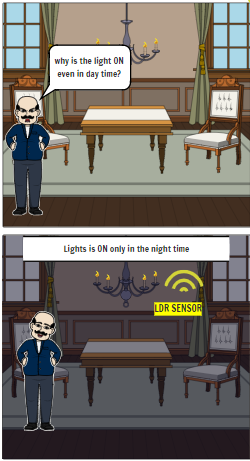 why is the light ON
even in day time?
Lights is ON only in the night time
LDR SENSOR